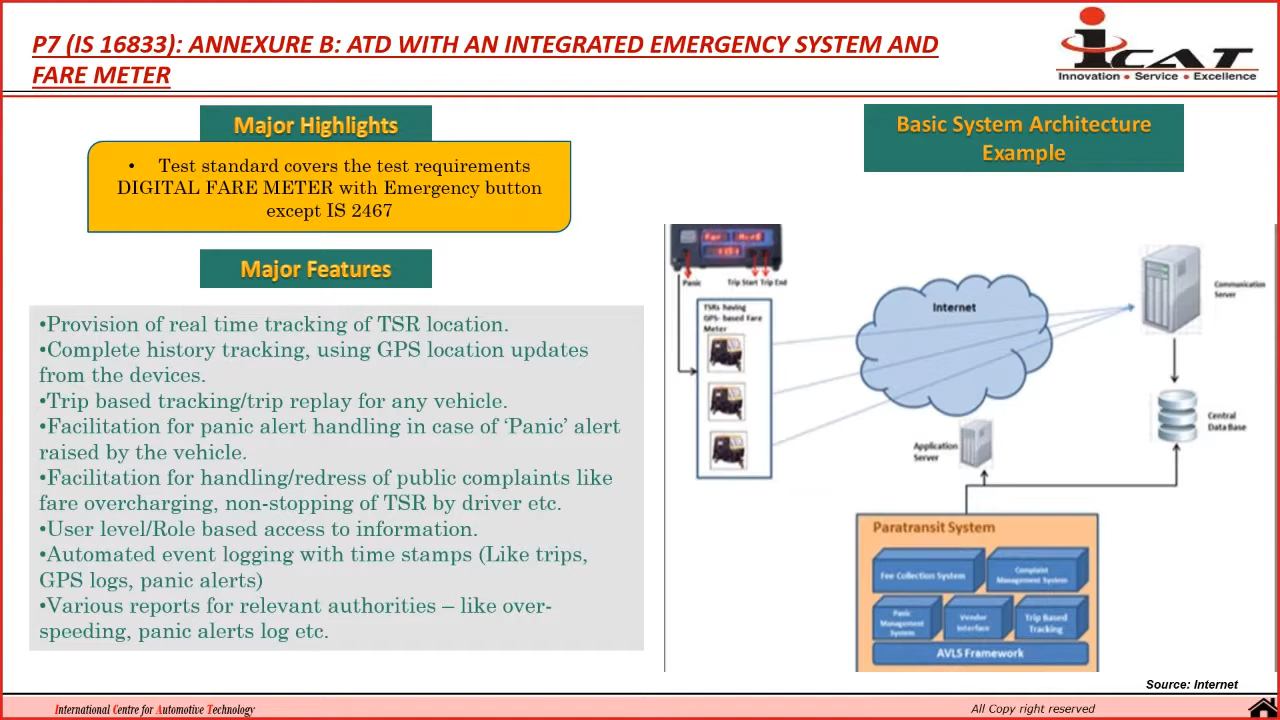 P7 (IS 16833): ANNEXURE B: ATD WITH AN INTEGRATED EMERGENCY SYSTEM AND
FARE METER
iCAT
Innovation • Service • Excellence
Major Highlights
• Test standard covers the test requirements
DIGITAL FARE METER with Emergency button
except IS 2467
Major Features
•Provision of real time tracking of TSR location.
•Complete history tracking, using GPS location updates
from the devices.
•Trip based tracking/trip replay for any vehicle.
•Facilitation for panic alert handling in case of ‘Panic’ alert
raised by the vehicle.
•Facilitation for handling/redress of public complaints like
fare overcharging, non-stopping of TSR by driver etc.
•User level/Role based access to information.
•Automated event logging with time stamps (Like trips,
GPS logs, panic alerts)
•Various reports for relevant authorities – like over-
speeding, panic alerts log etc.
Basic System Architecture
Example
Panic
Trip Start Trip End
TSRs having
GPS- based Fare
Meter
Internet
Communication
Server
Central
Data Base
Application
Server
Paratransit System
Fee Collection System
Complaint
Management System
Panic
Management
System
Vendor
Interface
Trip Based
Tracking
AVLS Framework
Source: Internet
International Centre for Automotive Technology
All Copy right reserved